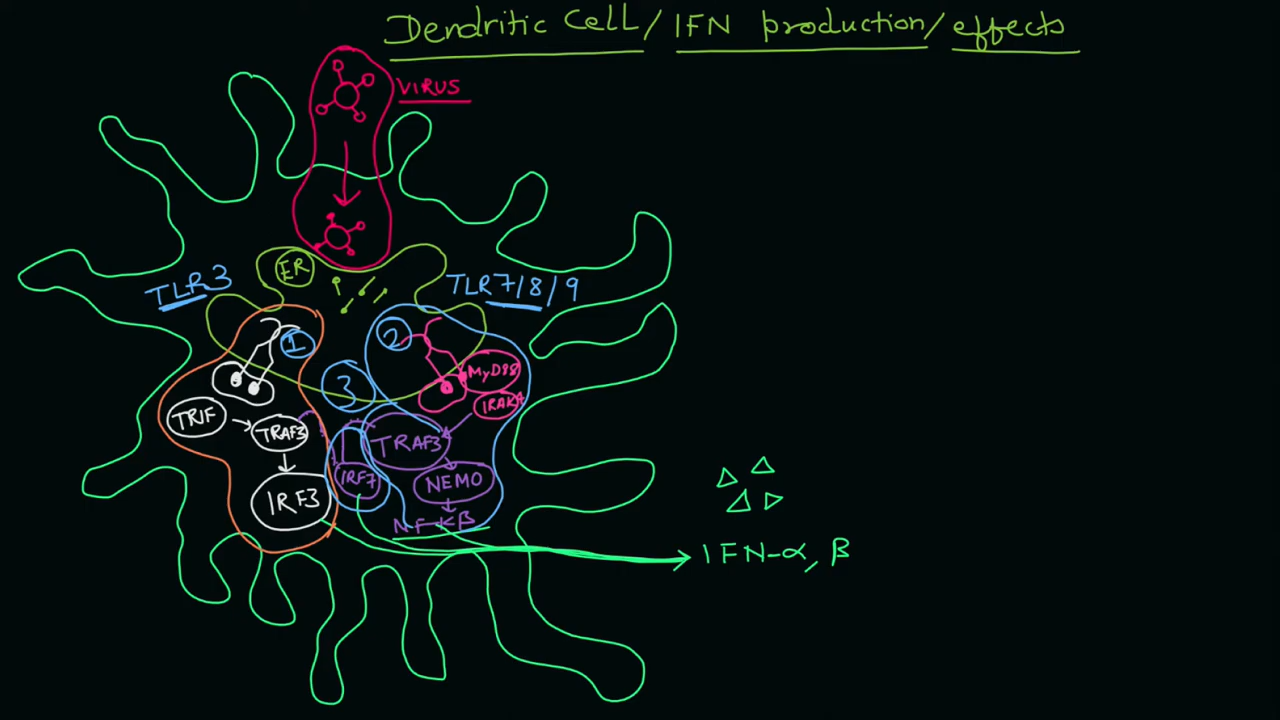 Dendritic Cell/ IFN production/ effects
VIRUS
ER
TLR3
TLR7/8/9
1
2
3
MyD88
IRAK4
TRIF
TRAF3
TRAF3
IRF3
IRF7
NEMO
NF-κβ
IFN-α, β